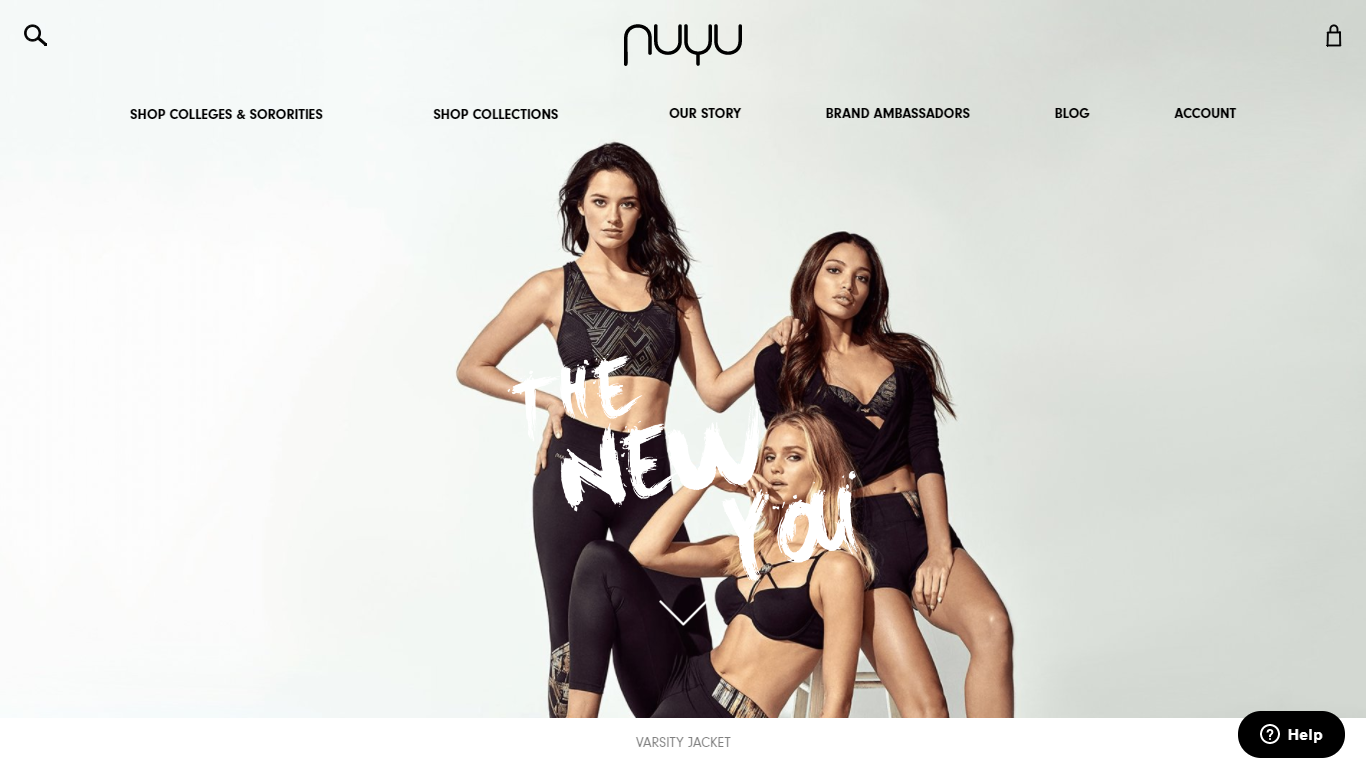 nuyu
SHOP COLLEGES & SORORITIES
SHOP COLLECTIONS
OUR STORY
BRAND AMBASSADORS
BLOG
ACCOUNT
THE
NEW
YOU
VARSITY JACKET
Help